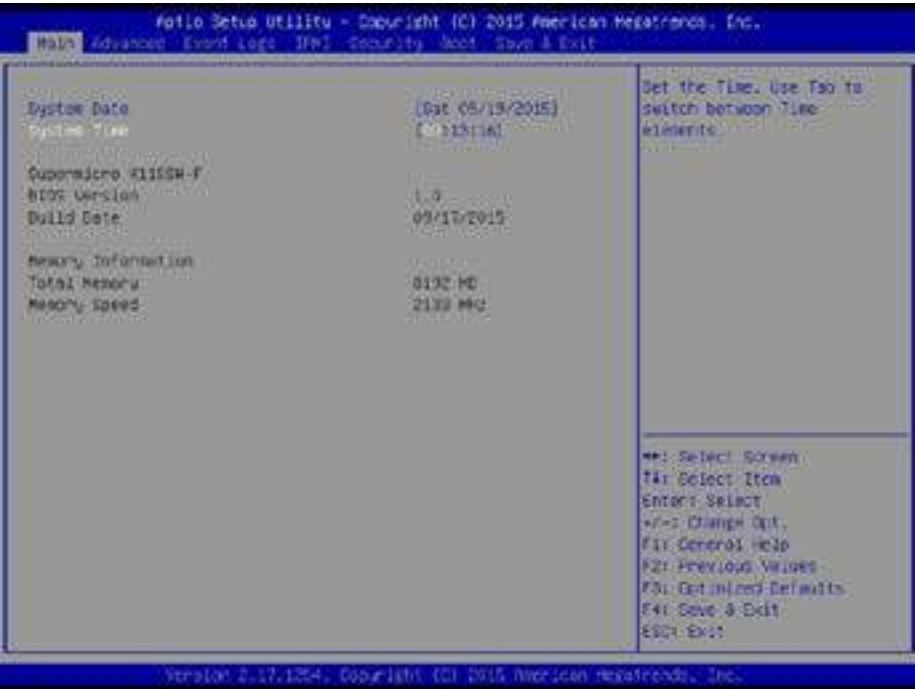 Aptio Setup Utility - Copyright (C) 2015 American Megatrends, Inc.
Main Advanced Event Logs IPMI Security Boot Save & Exit
System Date [Sat 09/19/2015]
System Time
Supermicro X11SSW-F
BIOS Version 1.0
Build Date 09/17/2015
Memory Information
Total Memory 8192 MB
Memory Speed 2133 MHz
Set the Time. Use Tab to
switch between Time
elements.
: Select Screen
↑↓: Select Item
Enter: Select
+/-: Change Opt.
F1: General Help
F2: Previous Values
F3: Optimized Defaults
F4: Save & Exit
ESC: Exit
Version 2.17.1254. Copyright (C) 2015 American Megatrends, Inc.